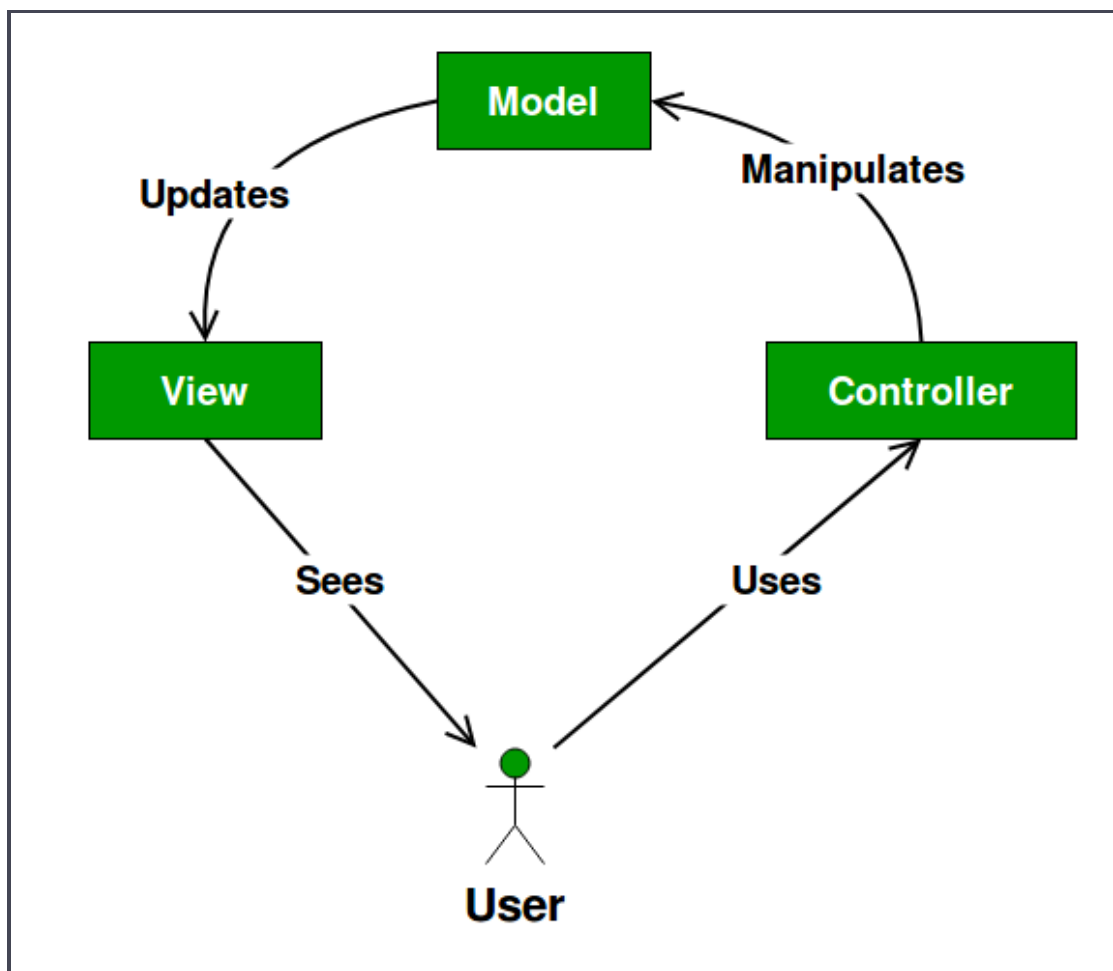 Model
Manipulates
Updates
View
Controller
Sees
Uses
User